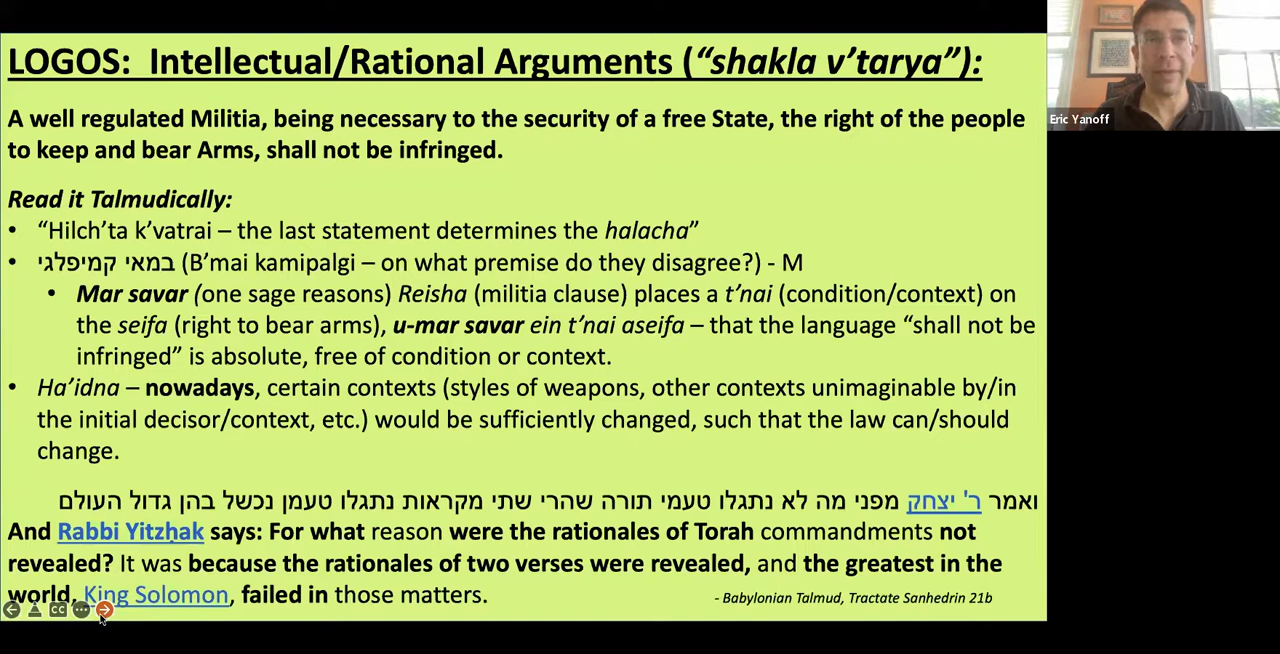 LOGOS: Intellectual/Rational Arguments (“shakla v’tarya”):
A well regulated Militia, being necessary to the security of a free State, the right of the people
to keep and bear Arms, shall not be infringed.
Read it Talmudically:
• “Hilch’ta k’vatrai – the last statement determines the halacha”
• במאי קמיפלגי (B’mai kamipalgi – on what premise do they disagree?) - M
• Mar savar (one sage reasons) Reisha (militia clause) places a t’nai (condition/context) on
the seifa (right to bear arms), u-mar savar ein t’nai aseifa – that the language “shall not be
infringed” is absolute, free of condition or context.
• Ha’idna – nowadays, certain contexts (styles of weapons, other contexts unimaginable by/in
the initial decisor/context, etc.) would be sufficiently changed, such that the law can/should
change.
ואמר ר' יצחק מפני מה לא נתגלו טעמי תורה שהרי שתי מקראות נתגלו טעמן נכשל בהן גדול העולם
And Rabbi Yitzḥak says: For what reason were the rationales of Torah commandments not
revealed? It was because the rationales of two verses were revealed, and the greatest in the
world, King Solomon, failed in those matters.
- Babylonian Talmud, Tractate Sanhedrin 21b
CC
Eric Yanoff